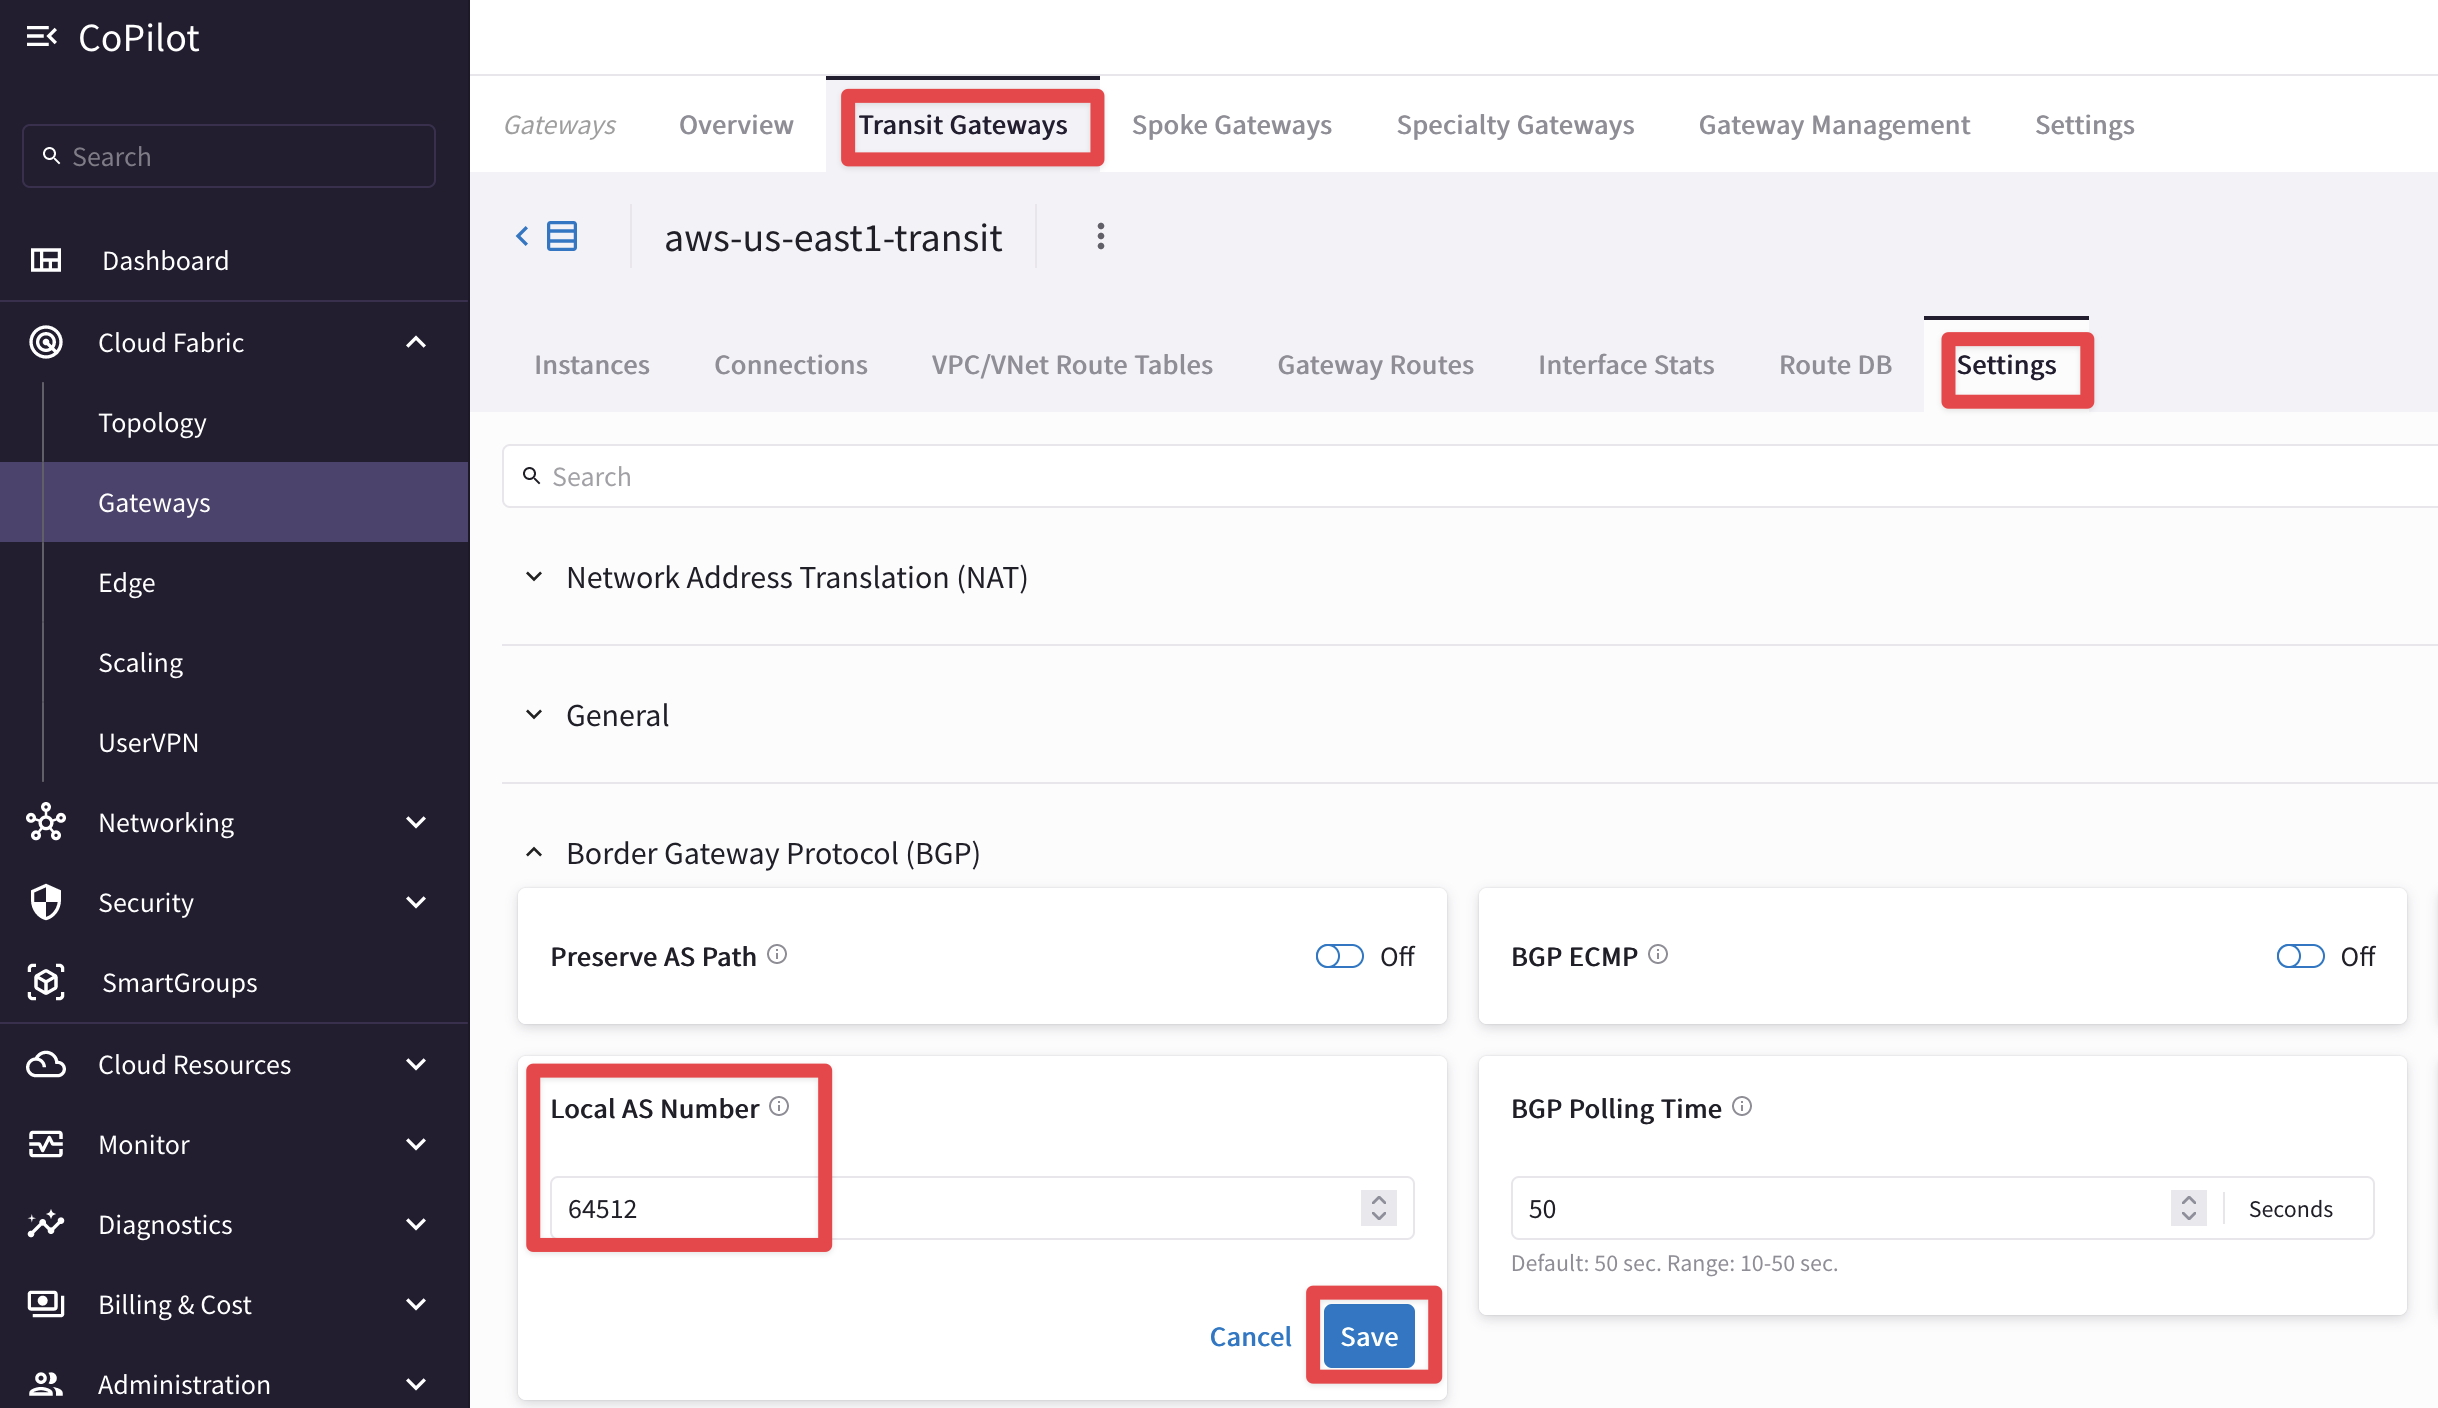 CoPilot
Search
Dashboard
Cloud Fabric
Topology
Gateways
Edge
Scaling
UserVPN
Networking
Security
SmartGroups
Cloud Resources
Monitor
Diagnostics
Billing & Cost
Administration
Gateways Overview Transit Gateways Spoke Gateways Specialty Gateways Gateway Management Settings
aws-us-east1-transit
Instances Connections VPC/VNet Route Tables Gateway Routes Interface Stats Route DB Settings
Search
Network Address Translation (NAT)
General
Border Gateway Protocol (BGP)
Preserve AS Path Off
BGP ECMP Off
Local AS Number
64512
Cancel Save
BGP Polling Time
50 Seconds
Default: 50 sec. Range: 10-50 sec.